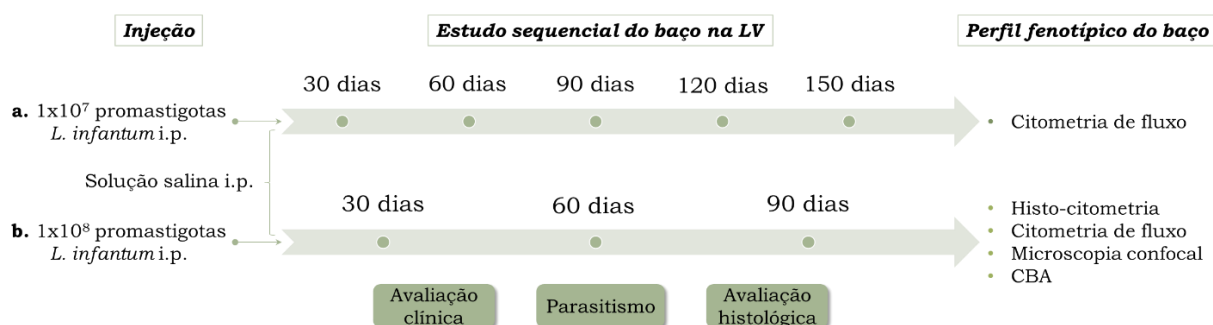 Injeção
Estudo sequencial do baço na LV
Perfil fenotípico do baço
30 dias
60 dias
90 dias
120 dias
150 dias
a. 1x10⁷ promastigotas
L. infantum i.p.
• Citometria de fluxo
Solução salina i.p.
30 dias
60 dias
90 dias
b. 1x10⁸ promastigotas
L. infantum i.p.
• Histo-citometria
• Citometria de fluxo
• Microscopia confocal
• CBA
Avaliação
clínica
Parasitismo
Avaliação
histológica